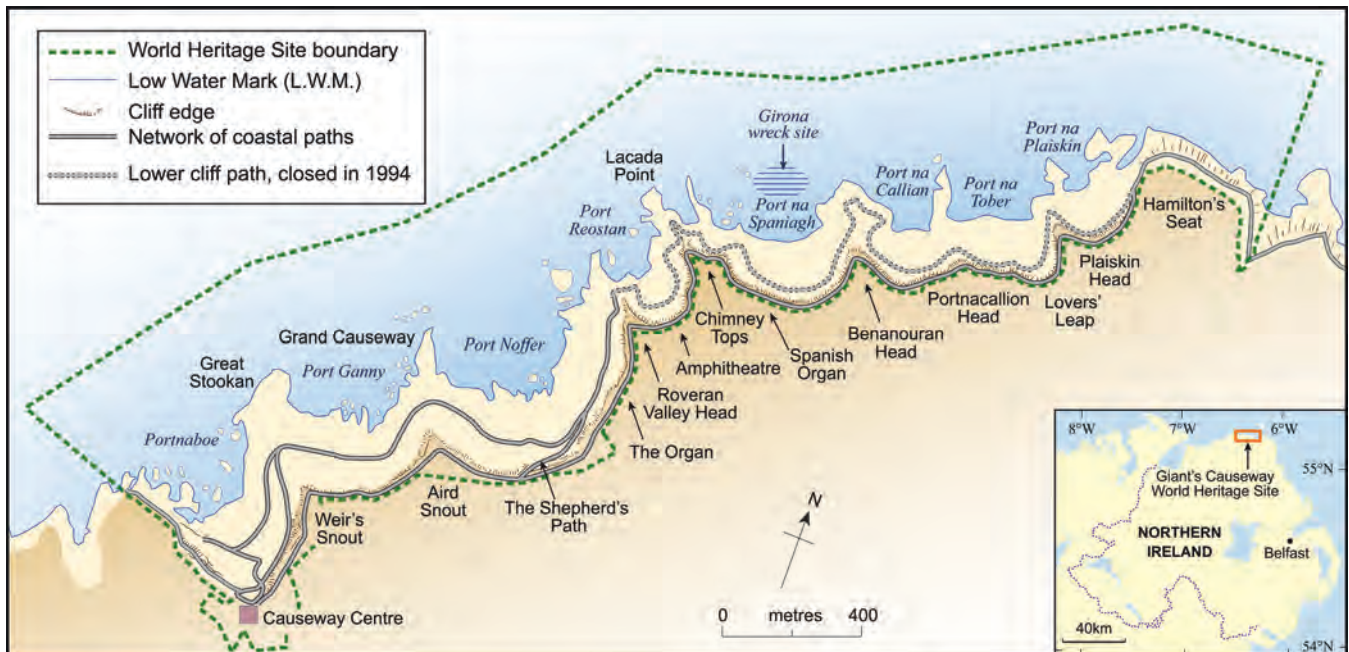 World Heritage Site boundary
Low Water Mark (L.W.M.)
Cliff edge
Network of coastal paths
Lower cliff path, closed in 1994
Girona
wreck site
Port na
Plaiskin
Lacada
Point
Port na
Callian
Port na
Spaniagh
Port na
Tober
Port
Reostan
Hamilton's
Seat
Plaiskin
Head
Lovers'
Leap
Portnacallion
Head
Benanouran
Head
Chimney
Tops
Spanish
Organ
Amphitheatre
Roveran
Valley Head
The Organ
Grand Causeway
Port Noffer
Great
Stookan
Port Ganny
Portnaboe
Weir's
Snout
Aird
Snout
The Shepherd's
Path
Causeway Centre
N
0 metres 400
8°W 7°W 6°W
55°N
Giant's Causeway
World Heritage Site
NORTHERN
IRELAND
Belfast
40km
54°N